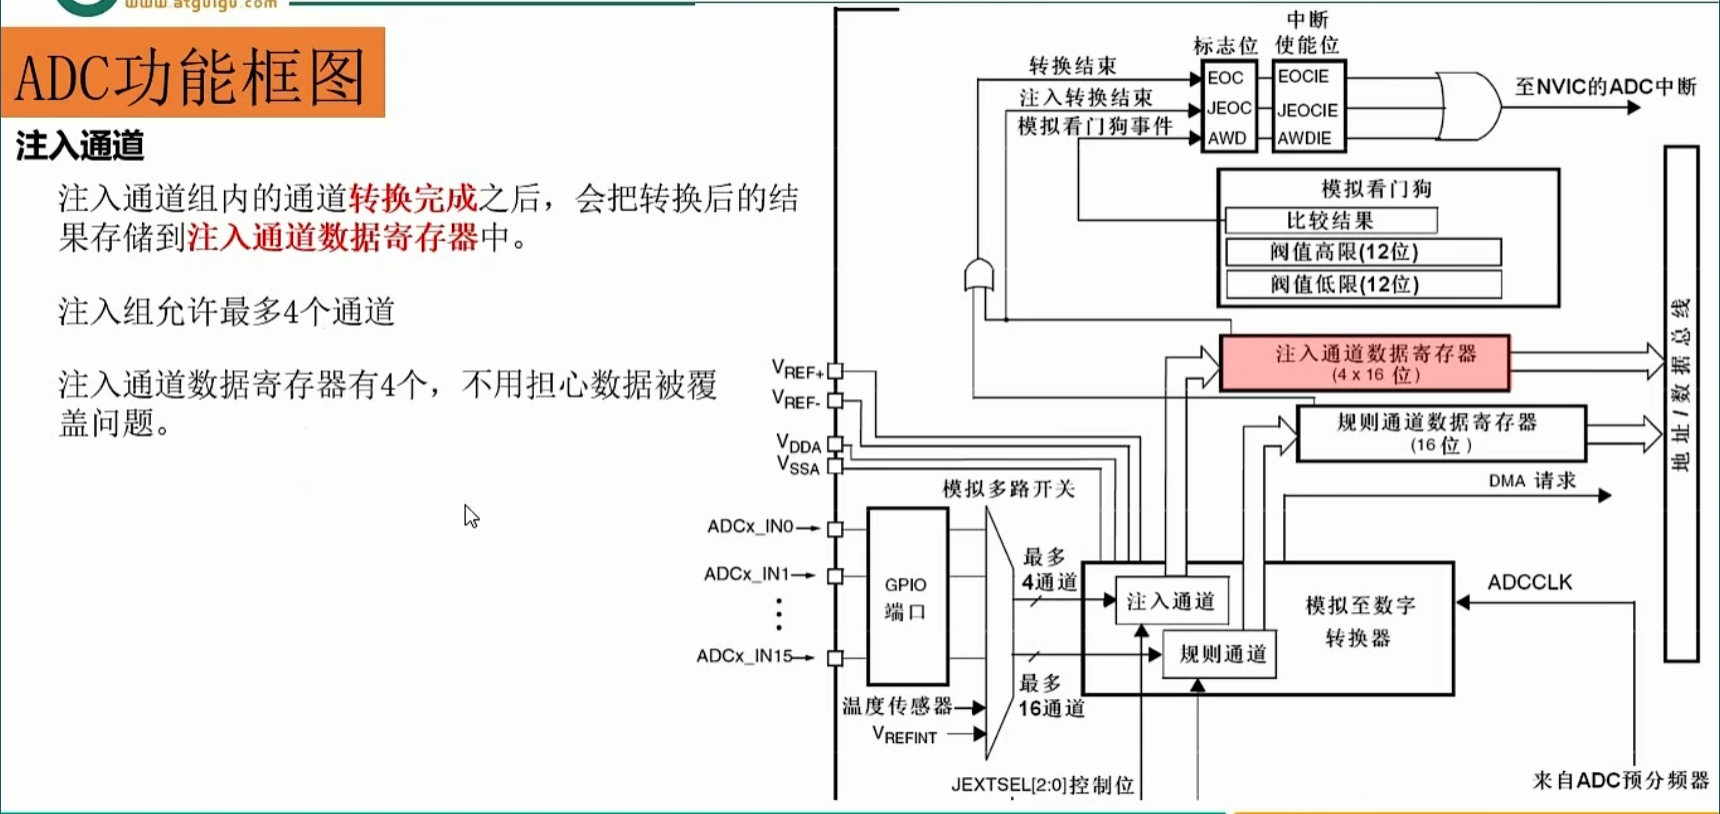 www.atguigu.com
ADC功能框图
注入通道
注入通道组内的通道转换完成之后，会把转换后的结
果存储到注入通道数据寄存器中。
注入组允许最多4个通道
注入通道数据寄存器有4个，不用担心数据被覆
盖问题。
标志位
中断
使能位
转换结束
注入转换结束
模拟看门狗事件
EOC
JEOC
AWD
EOCIE
JEOCIE
AWDIE
至NVIC的ADC中断
模拟看门狗
比较结果
阀值高限(12位)
阀值低限(12位)
注入通道数据寄存器
(4 x 16 位)
规则通道数据寄存器
(16 位)
地址/数据总线
DMA 请求
VREF+
VREF-
VDDA
VSSA
模拟多路开关
ADCx_IN0
ADCx_IN1
ADCx_IN15
GPIO
端口
温度传感器
VREFINT
最多
4通道
最多
16通道
注入通道
规则通道
模拟至数字
转换器
ADCCLK
来自ADC预分频器
JEXTSEL[2:0]控制位